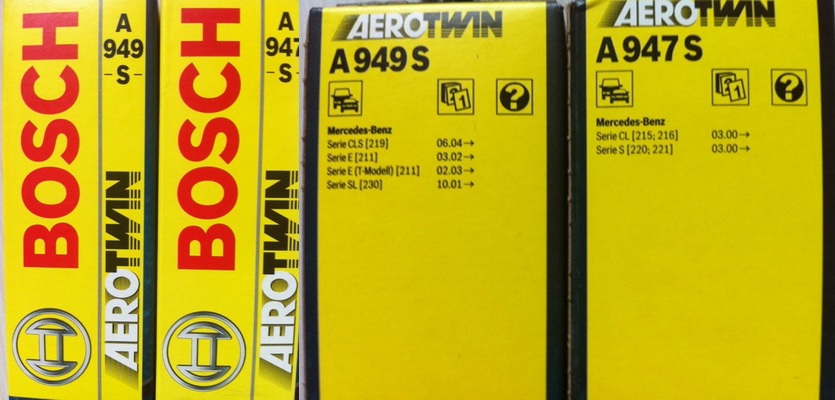 BOSCH
A
949
-S-
AEROTWIN
BOSCH
A
947
-S-
AEROTWIN
AEROTWIN
A 949 S
1
?
Mercedes-Benz
Serie CLS [219] 06.04→
Serie E [211] 03.02→
Serie E (T-Modell) [211] 02.03→
Serie SL [230] 10.01→
AEROTWIN
A 947 S
1
?
Mercedes-Benz
Serie CL [215; 216] 03.00→
Serie S [220; 221] 03.00→